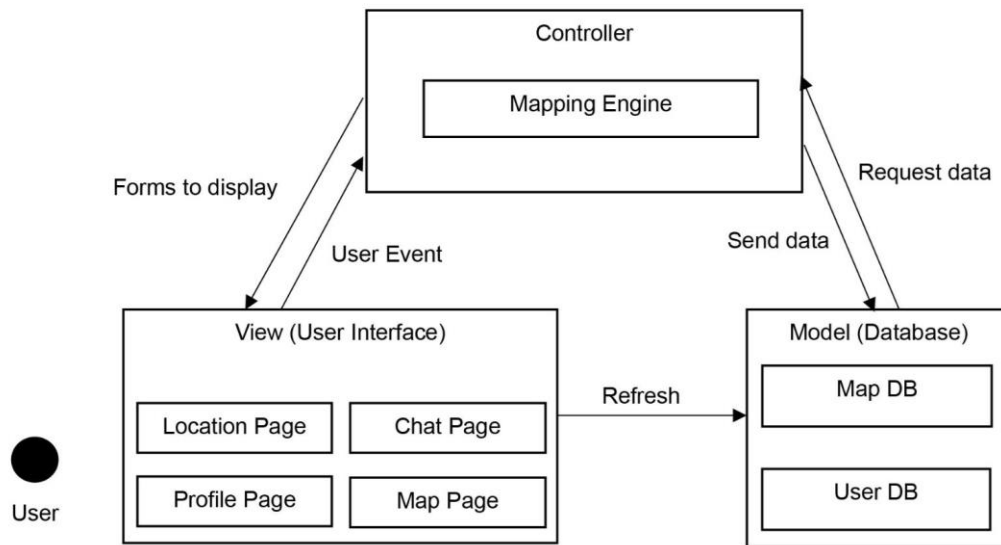 Controller
Mapping Engine
Forms to display
User Event
Request data
Send data
View (User Interface)
Location Page
Chat Page
Profile Page
Map Page
Refresh
Model (Database)
Map DB
User DB
User